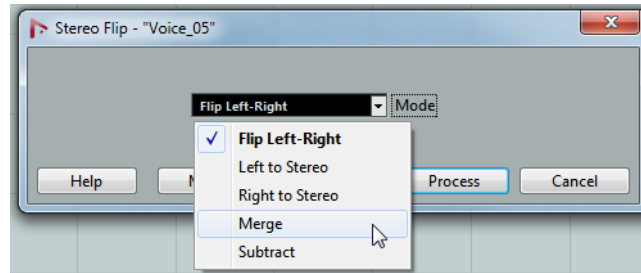 Stereo Flip - "Voice_05"
Flip Left-Right
Mode
Flip Left-Right
Left to Stereo
Right to Stereo
Merge
Subtract
Help
Process
Cancel